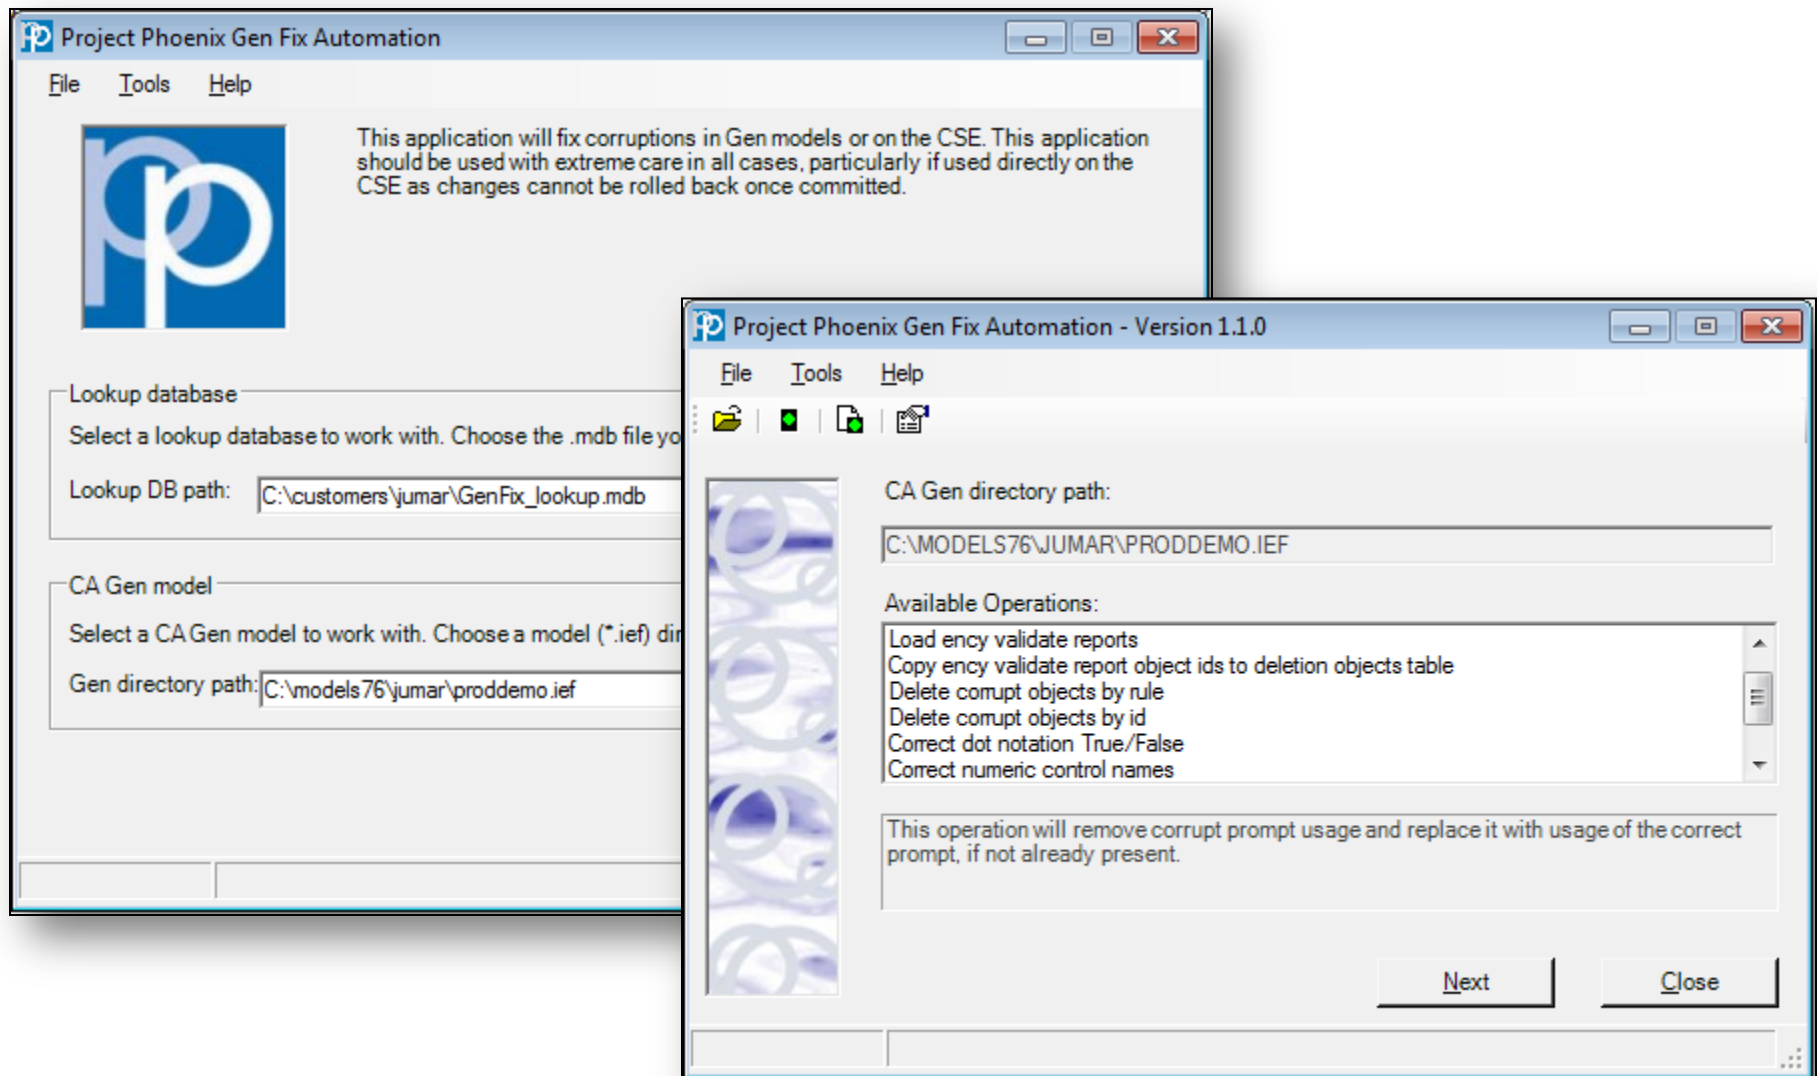 Project Phoenix Gen Fix Automation
File Tools Help
This application will fix corruptions in Gen models or on the CSE. This application
should be used with extreme care in all cases, particularly if used directly on the
CSE as changes cannot be rolled back once committed.
Lookup database
Select a lookup database to work with. Choose the .mdb file yo
Lookup DB path: C:\customers\jumar\GenFix_lookup.mdb
CA Gen model
Select a CA Gen model to work with. Choose a model (*.ief) dir
Gen directory path: C:\models76\jumar\proddemo.ief
Project Phoenix Gen Fix Automation - Version 1.1.0
File Tools Help
CA Gen directory path:
C:\MODELS76\JUMAR\PRODDEMO.IEF
Available Operations:
Load ency validate reports
Copy ency validate report object ids to deletion objects table
Delete corrupt objects by rule
Delete corrupt objects by id
Correct dot notation True/False
Correct numeric control names
This operation will remove corrupt prompt usage and replace it with usage of the correct
prompt, if not already present.
Next Close